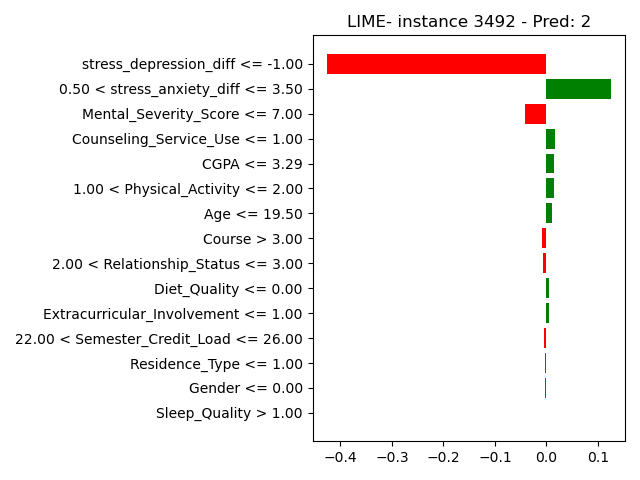 LIME- instance 3492 - Pred: 2
stress_depression_diff <= -1.00
0.50 < stress_anxiety_diff <= 3.50
Mental_Severity_Score <= 7.00
Counseling_Service_Use <= 1.00
CGPA <= 3.29
1.00 < Physical_Activity <= 2.00
Age <= 19.50
Course > 3.00
2.00 < Relationship_Status <= 3.00
Diet_Quality <= 0.00
Extracurricular_Involvement <= 1.00
22.00 < Semester_Credit_Load <= 26.00
Residence_Type <= 1.00
Gender <= 0.00
Sleep_Quality > 1.00
−0.4 −0.3 −0.2 −0.1 0.0 0.1